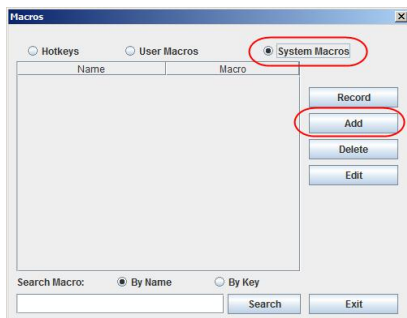 Macros
Hotkeys User Macros System Macros
Name Macro
Record
Add
Delete
Edit
Search Macro: By Name By Key
Search Exit